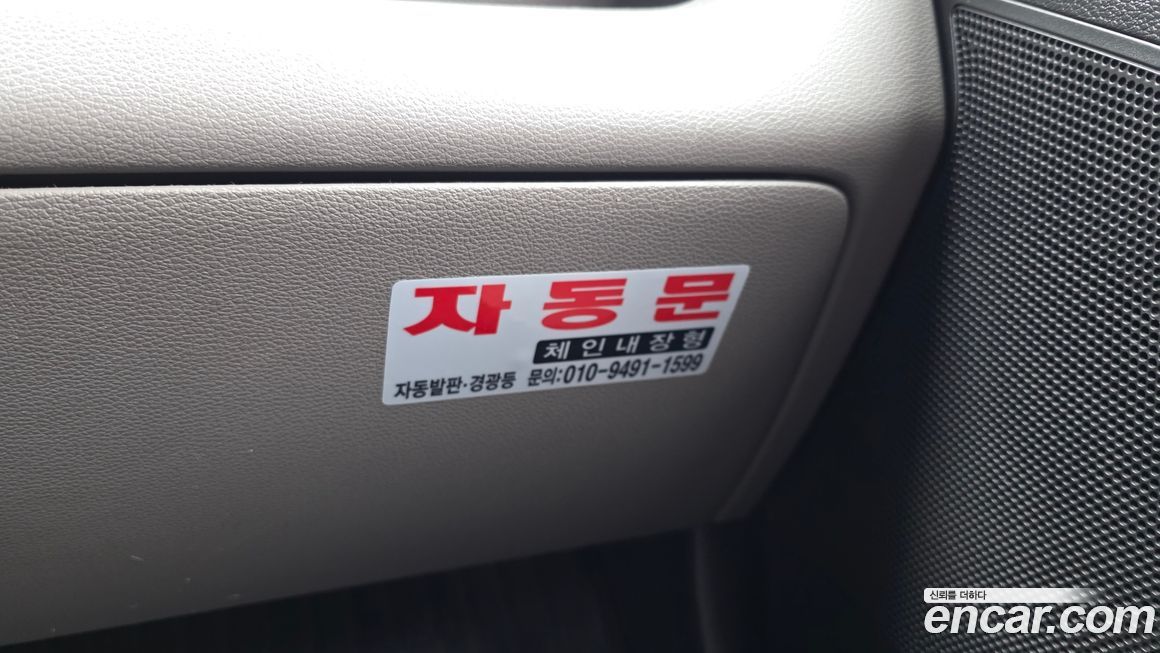 자동문
체인내장형
자동발판·경광등 문의:010-9491-1599
신뢰를 더하다
encar.com